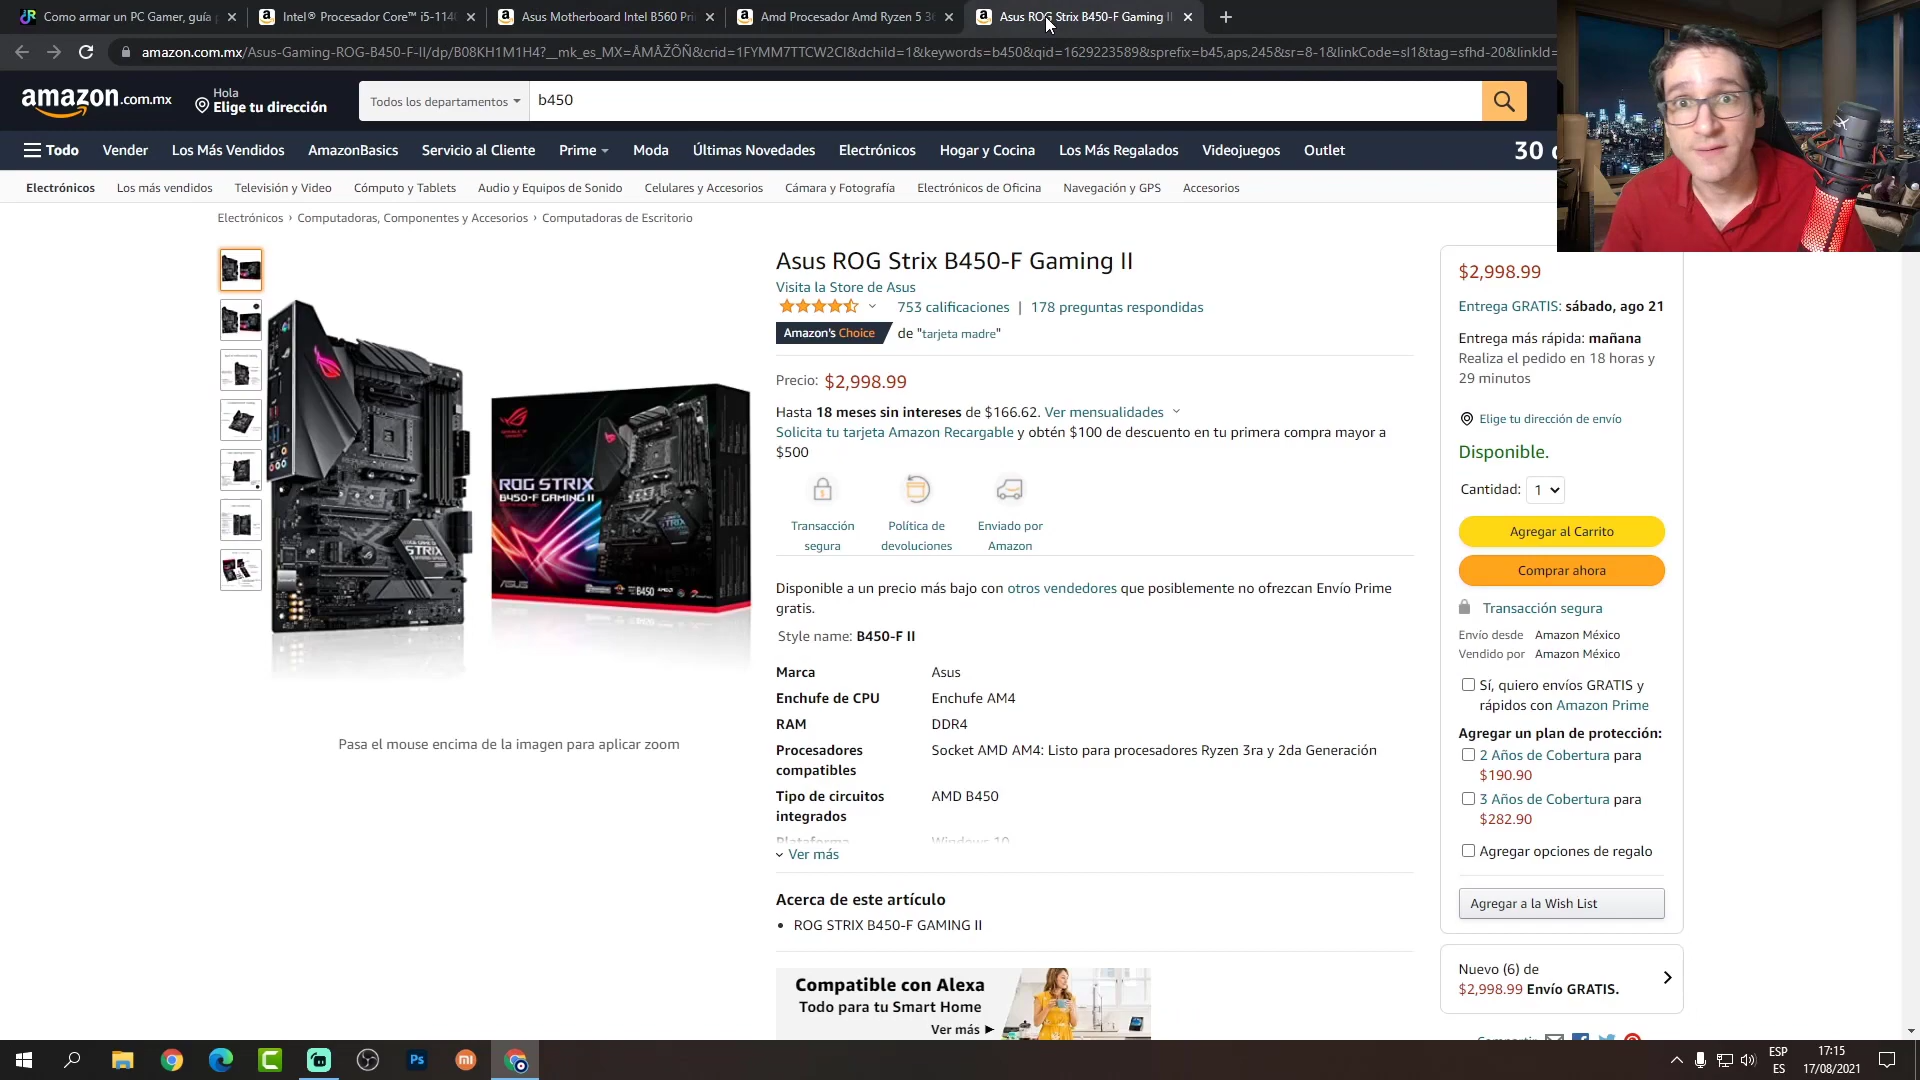 Como armar un PC Gamer, guía
Intel® Procesador Core™ i5-1140
Asus Motherboard Intel B560 Pri
Amd Procesador Amd Ryzen 5 3
Asus ROG Strix B450-F Gaming II
amazon.com.mx/Asus-Gaming-ROG-B450-F-II/dp/B08KH1M1H4?__mk_es_MX=ÅMÅŽÕÑ&crid=1FYMM7TTCW2CI&dchild=1&keywords=b450&qid=1629223589&sprefix=b45,aps,245&sr=8-1&linkCode=sl1&tag=sfhd-20&linkId=
amazon.com.mx
Hola
Elige tu dirección
Todos los departamentos
b450
Todo
Vender
Los Más Vendidos
AmazonBasics
Servicio al Cliente
Prime
Moda
Últimas Novedades
Electrónicos
Hogar y Cocina
Los Más Regalados
Videojuegos
Outlet
30
Electrónicos
Los más vendidos
Televisión y Video
Cómputo y Tablets
Audio y Equipos de Sonido
Celulares y Accesorios
Cámara y Fotografía
Electrónicos de Oficina
Navegación y GPS
Accesorios
Electrónicos › Computadoras, Componentes y Accesorios › Computadoras de Escritorio
Asus ROG Strix B450-F Gaming II
Visita la Store de Asus
753 calificaciones | 178 preguntas respondidas
Amazon's Choice de "tarjeta madre"
Precio: $2,998.99
Hasta 18 meses sin intereses de $166.62. Ver mensualidades
Solicita tu tarjeta Amazon Recargable y obtén $100 de descuento en tu primera compra mayor a
$500
Transacción
segura
Política de
devoluciones
Enviado por
Amazon
Disponible a un precio más bajo con otros vendedores que posiblemente no ofrezcan Envío Prime
gratis.
Style name: B450-F II
Marca Asus
Enchufe de CPU Enchufe AM4
RAM DDR4
Procesadores Socket AMD AM4: Listo para procesadores Ryzen 3ra y 2da Generación
compatibles
Tipo de circuitos AMD B450
integrados
Plataforma Windows 10
Ver más
Acerca de este artículo
• ROG STRIX B450-F GAMING II
Compatible con Alexa
Todo para tu Smart Home
Ver más ▶
ROG STRIX
B450-F GAMING II
ASUS
B450
STRIX
Pasa el mouse encima de la imagen para aplicar zoom
$2,998.99
Entrega GRATIS: sábado, ago 21
Entrega más rápida: mañana
Realiza el pedido en 18 horas y
29 minutos
Elige tu dirección de envío
Disponible.
Cantidad: 1
Agregar al Carrito
Comprar ahora
Transacción segura
Envío desde Amazon México
Vendido por Amazon México
Sí, quiero envíos GRATIS y
rápidos con Amazon Prime
Agregar un plan de protección:
2 Años de Cobertura para
$190.90
3 Años de Cobertura para
$282.90
Agregar opciones de regalo
Agregar a la Wish List
Nuevo (6) de
$2,998.99 Envío GRATIS.
Compartir
Ps
ESP
ES
17:15
17/08/2021